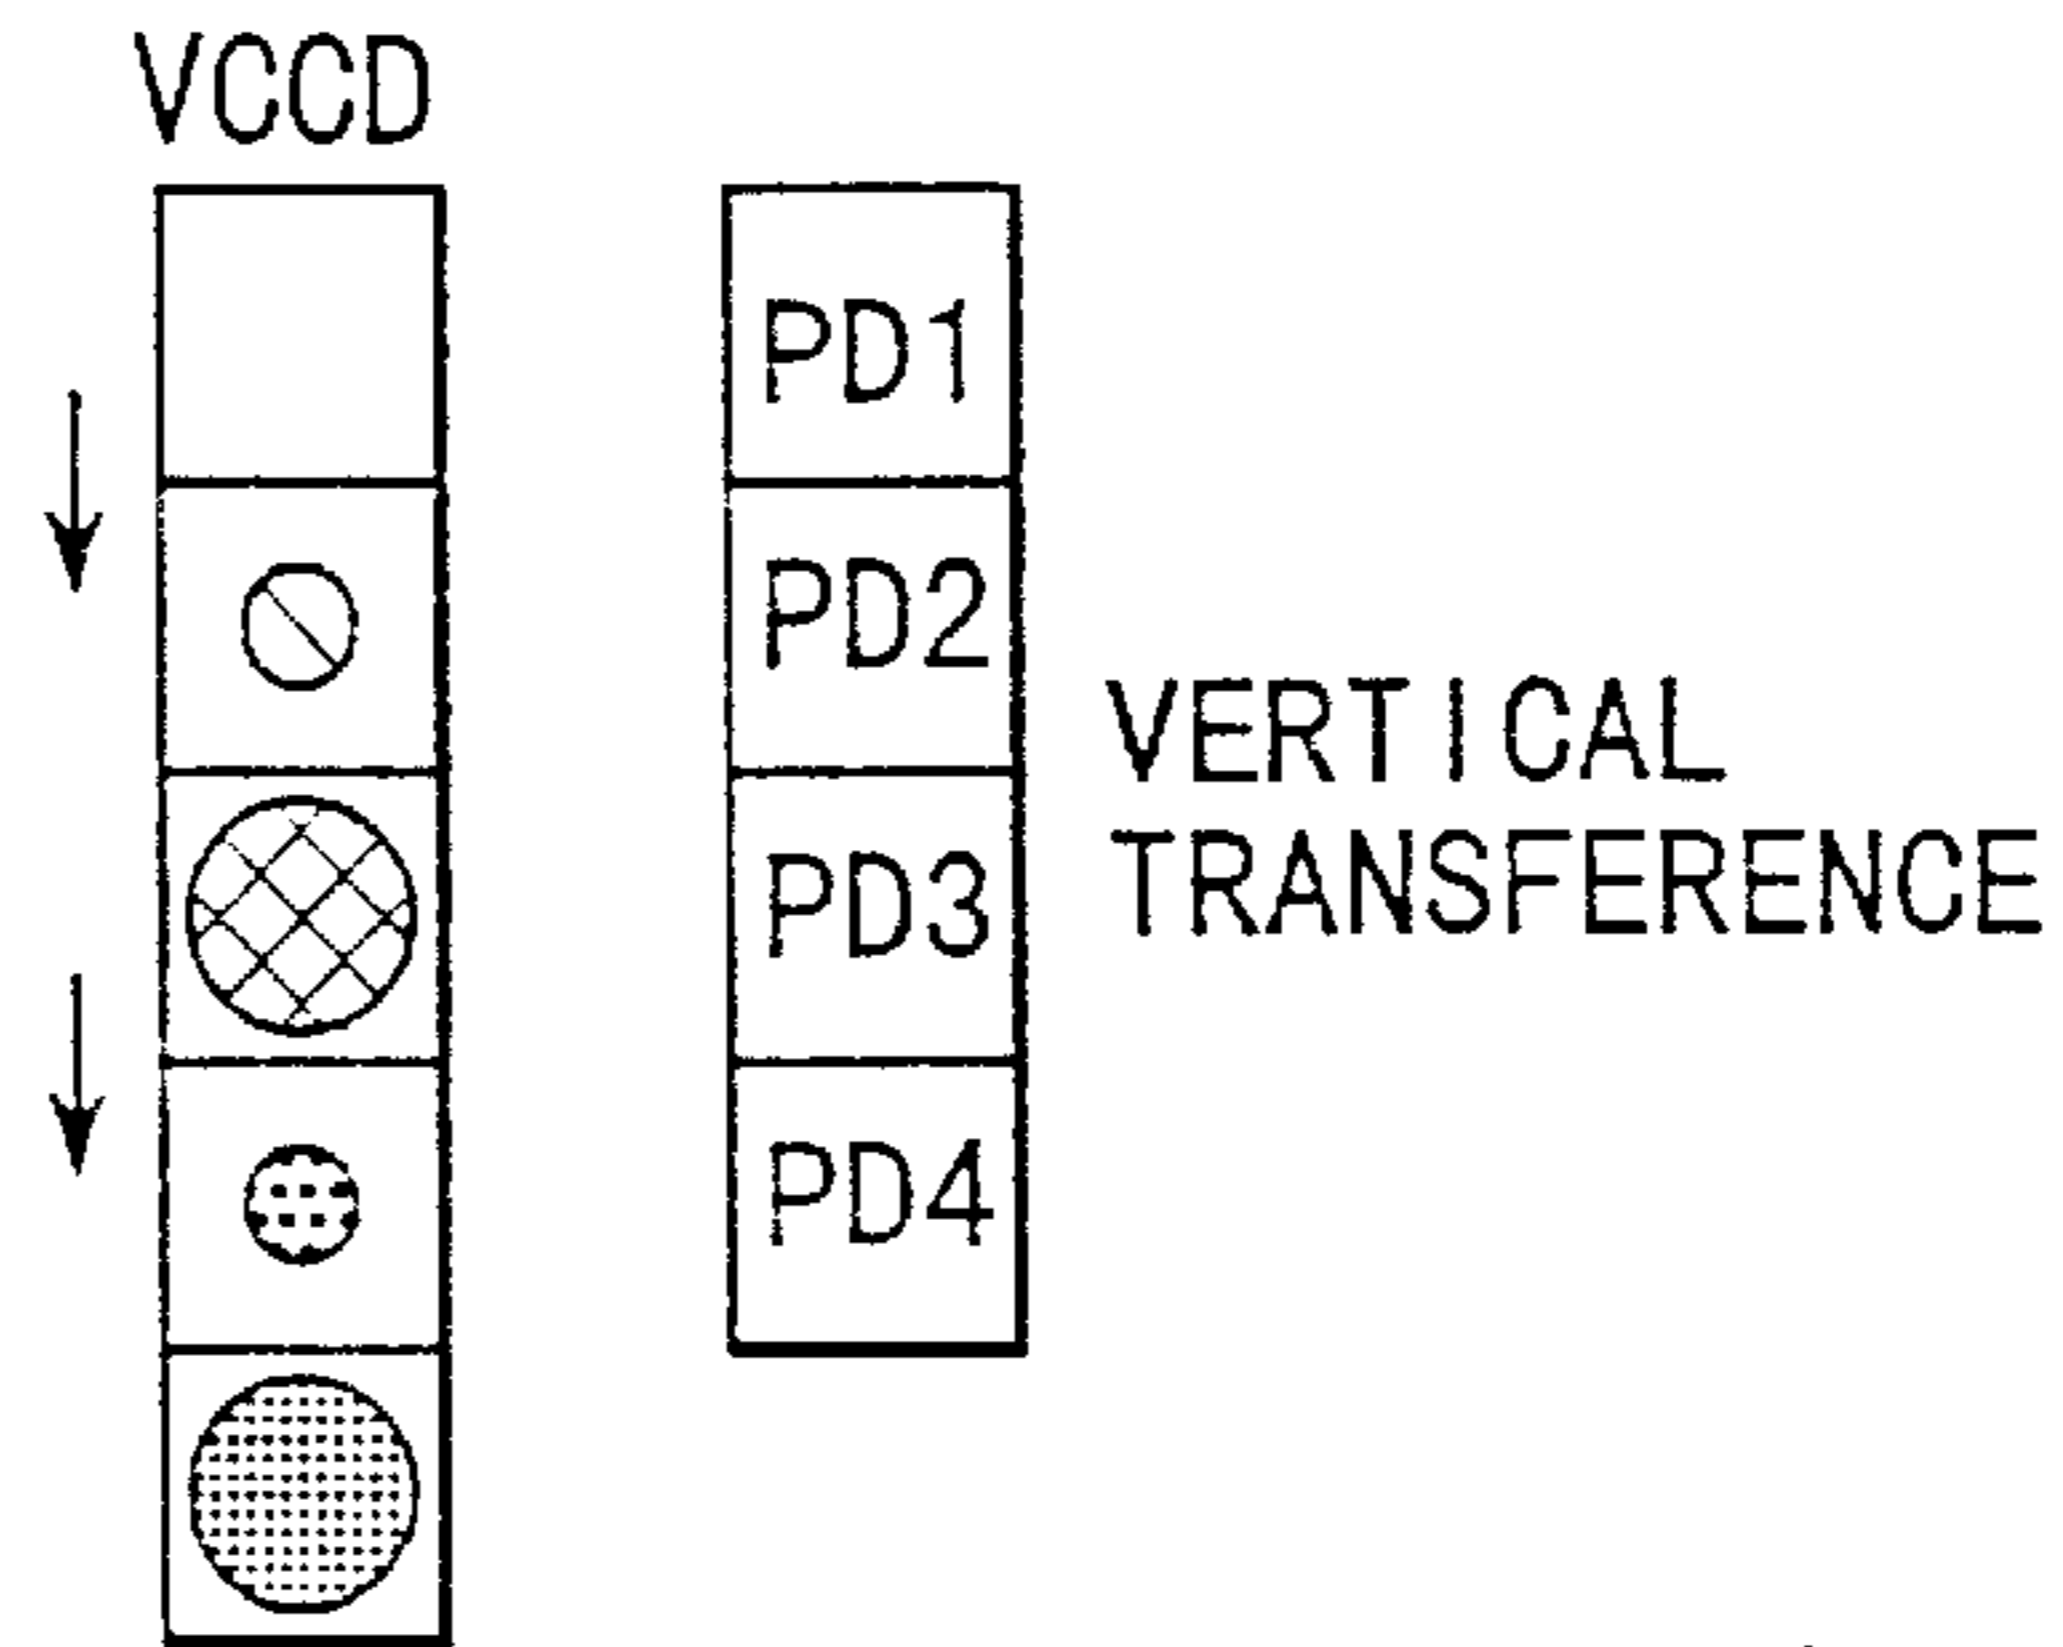 VCCD
PD1
PD2
PD3
PD4
VERTICAL
TRANSFERENCE